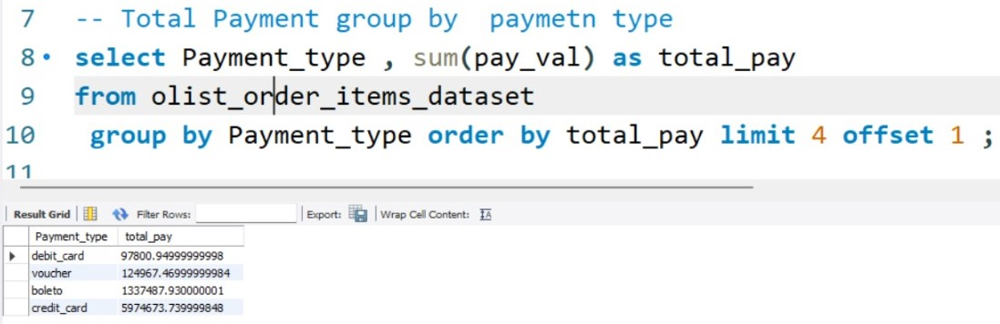 7 -- Total Payment group by paymetn type
8 select Payment_type , sum(pay_val) as total_pay
9 from olist_order_items_dataset
10 group by Payment_type order by total_pay limit 4 offset 1 ;
11
Result Grid Filter Rows: Export: Wrap Cell Content: IA
Payment_type total_pay
debit_card 97800.94999999998
voucher 124967.46999999984
boleto 1337487.930000001
credit_card 5974673.739999848